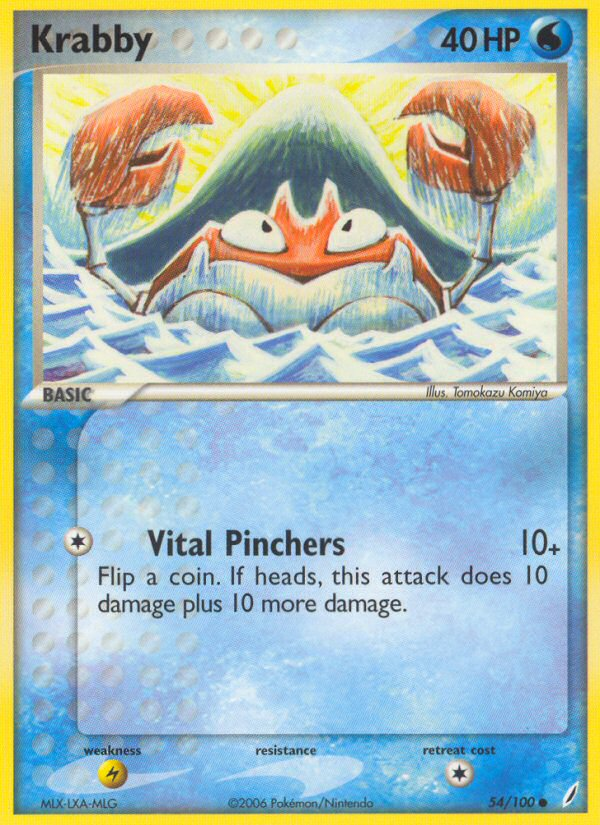 Krabby 40 HP
BASIC Illus. Tomokazu Komiya
Vital Pinchers 10+
Flip a coin. If heads, this attack does 10
damage plus 10 more damage.
weakness resistance retreat cost
MLX-LXA-MLG ©2006 Pokémon/Nintendo 54/100